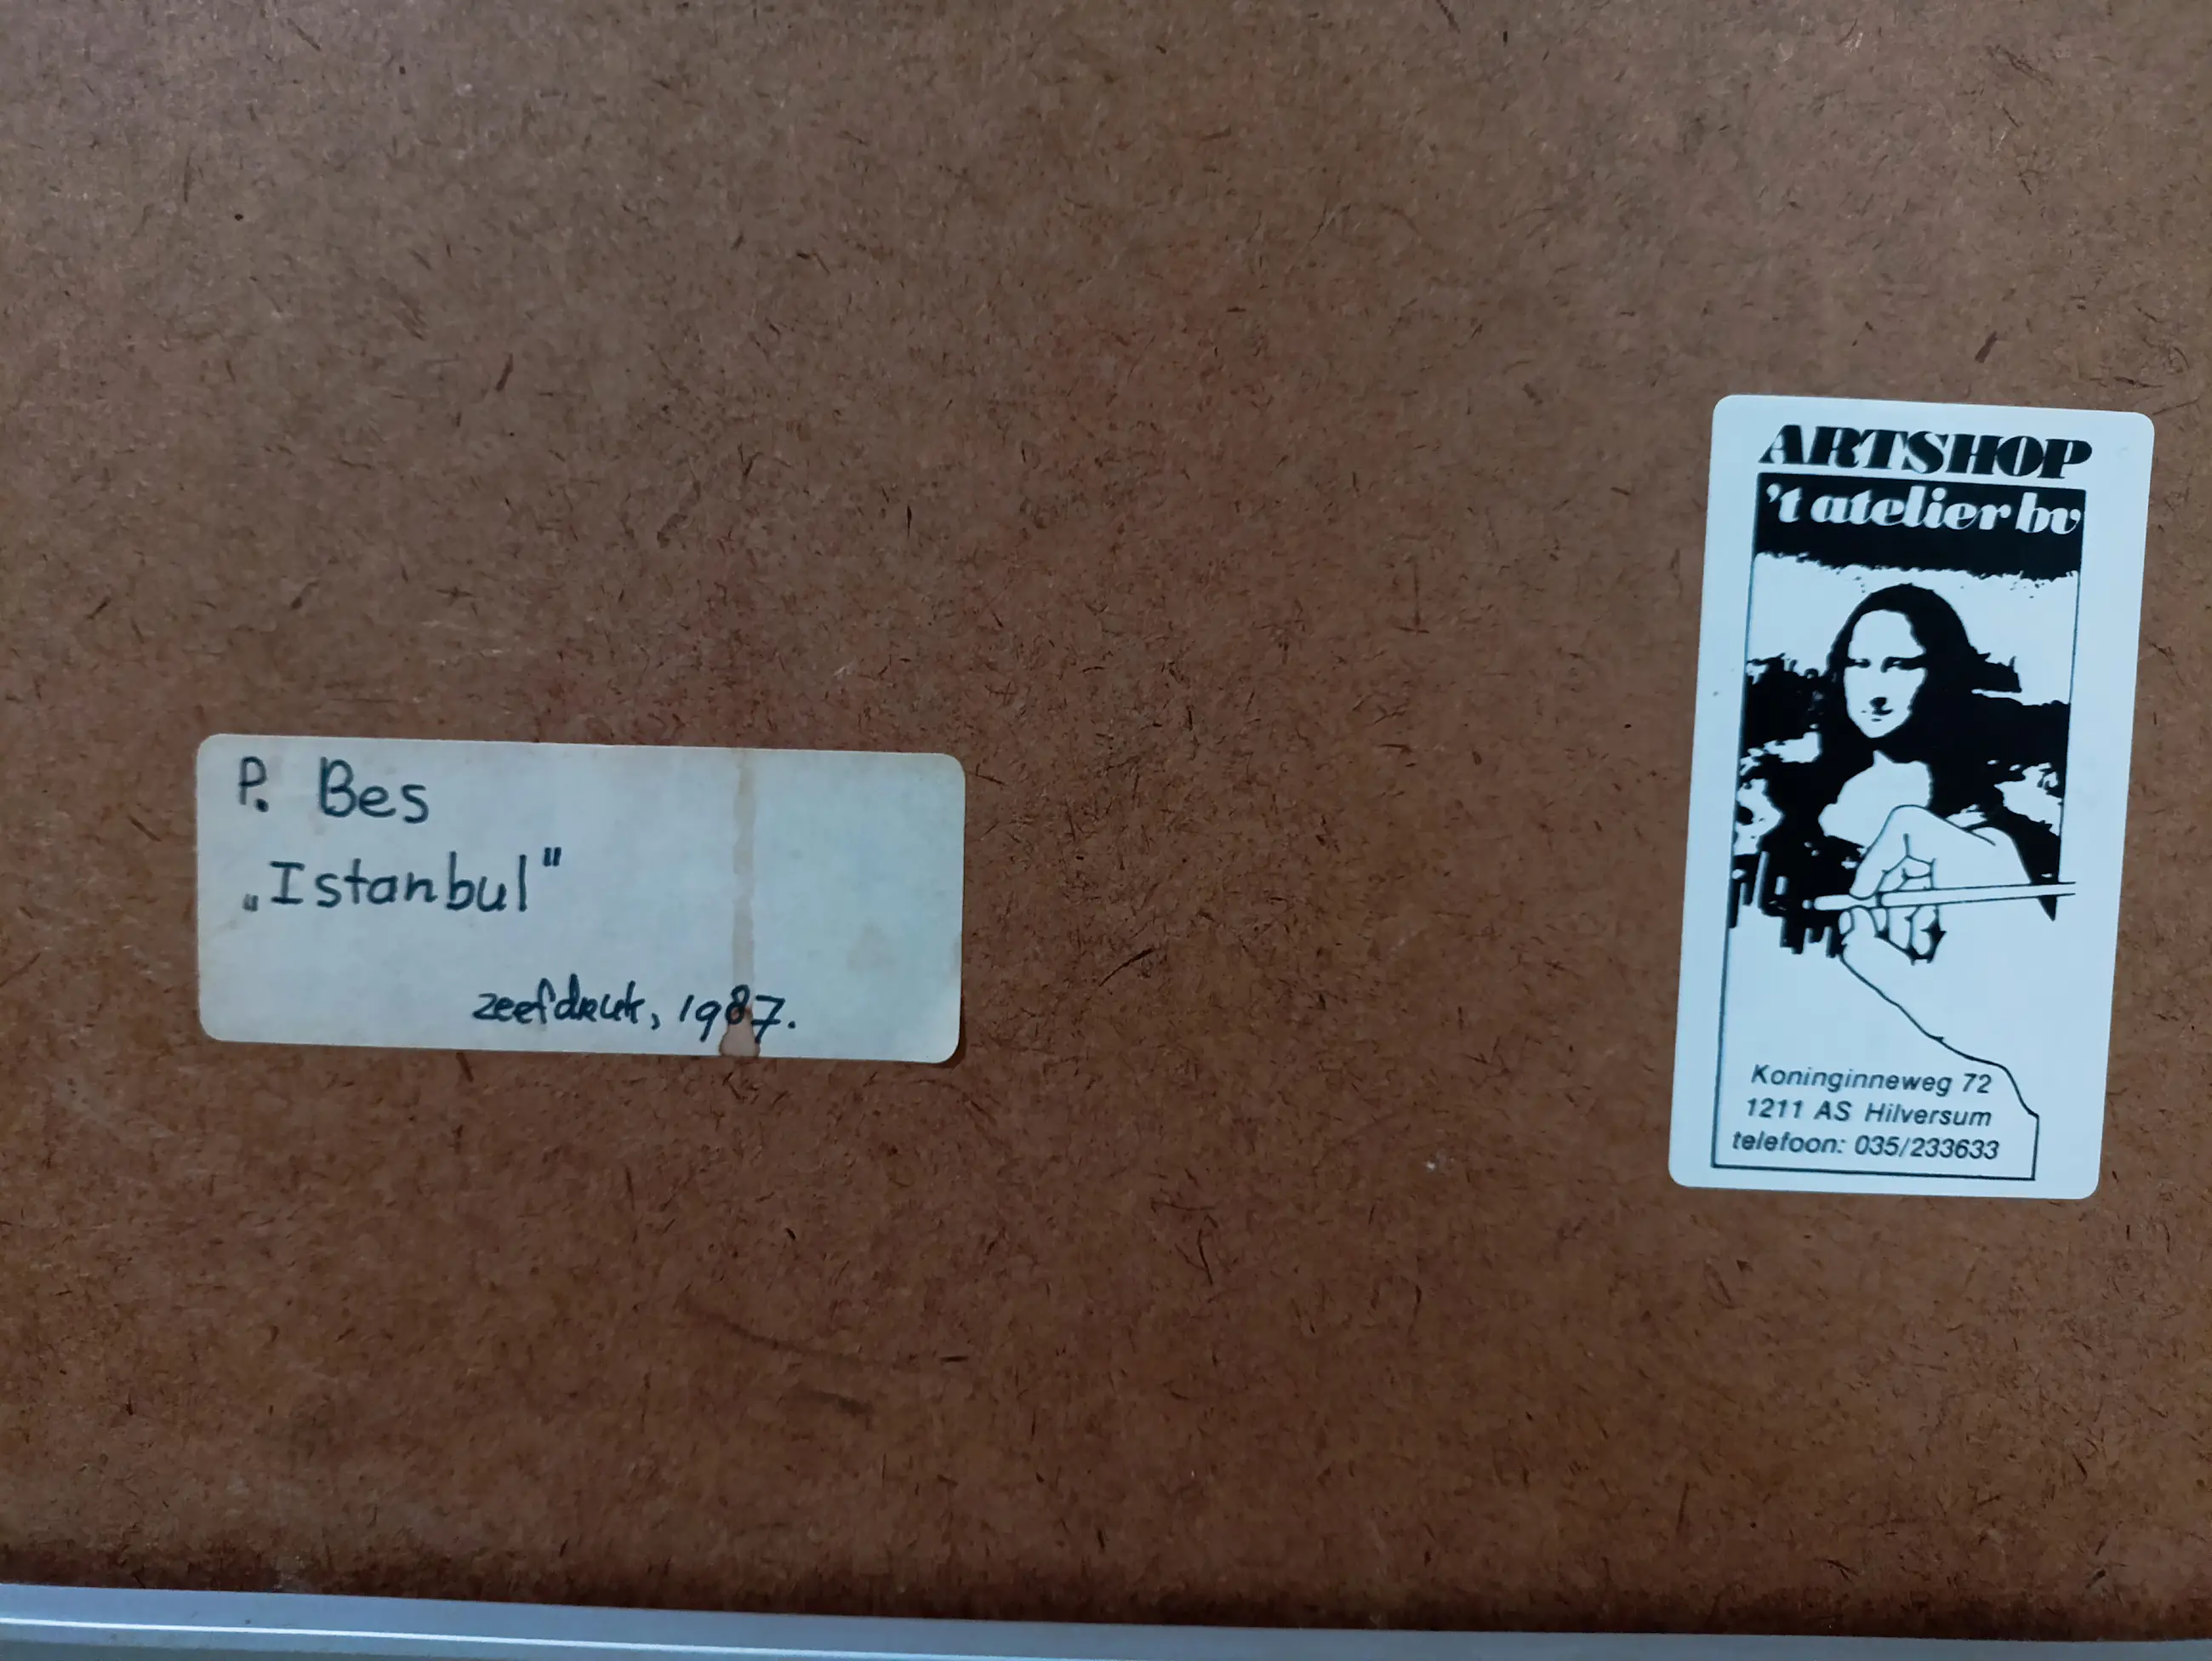 P. Bes
„Istanbul"
zeefdruk, 1987.
ARTSHOP
't atelier bv
Koninginneweg 72
1211 AS Hilversum
telefoon: 035/233633